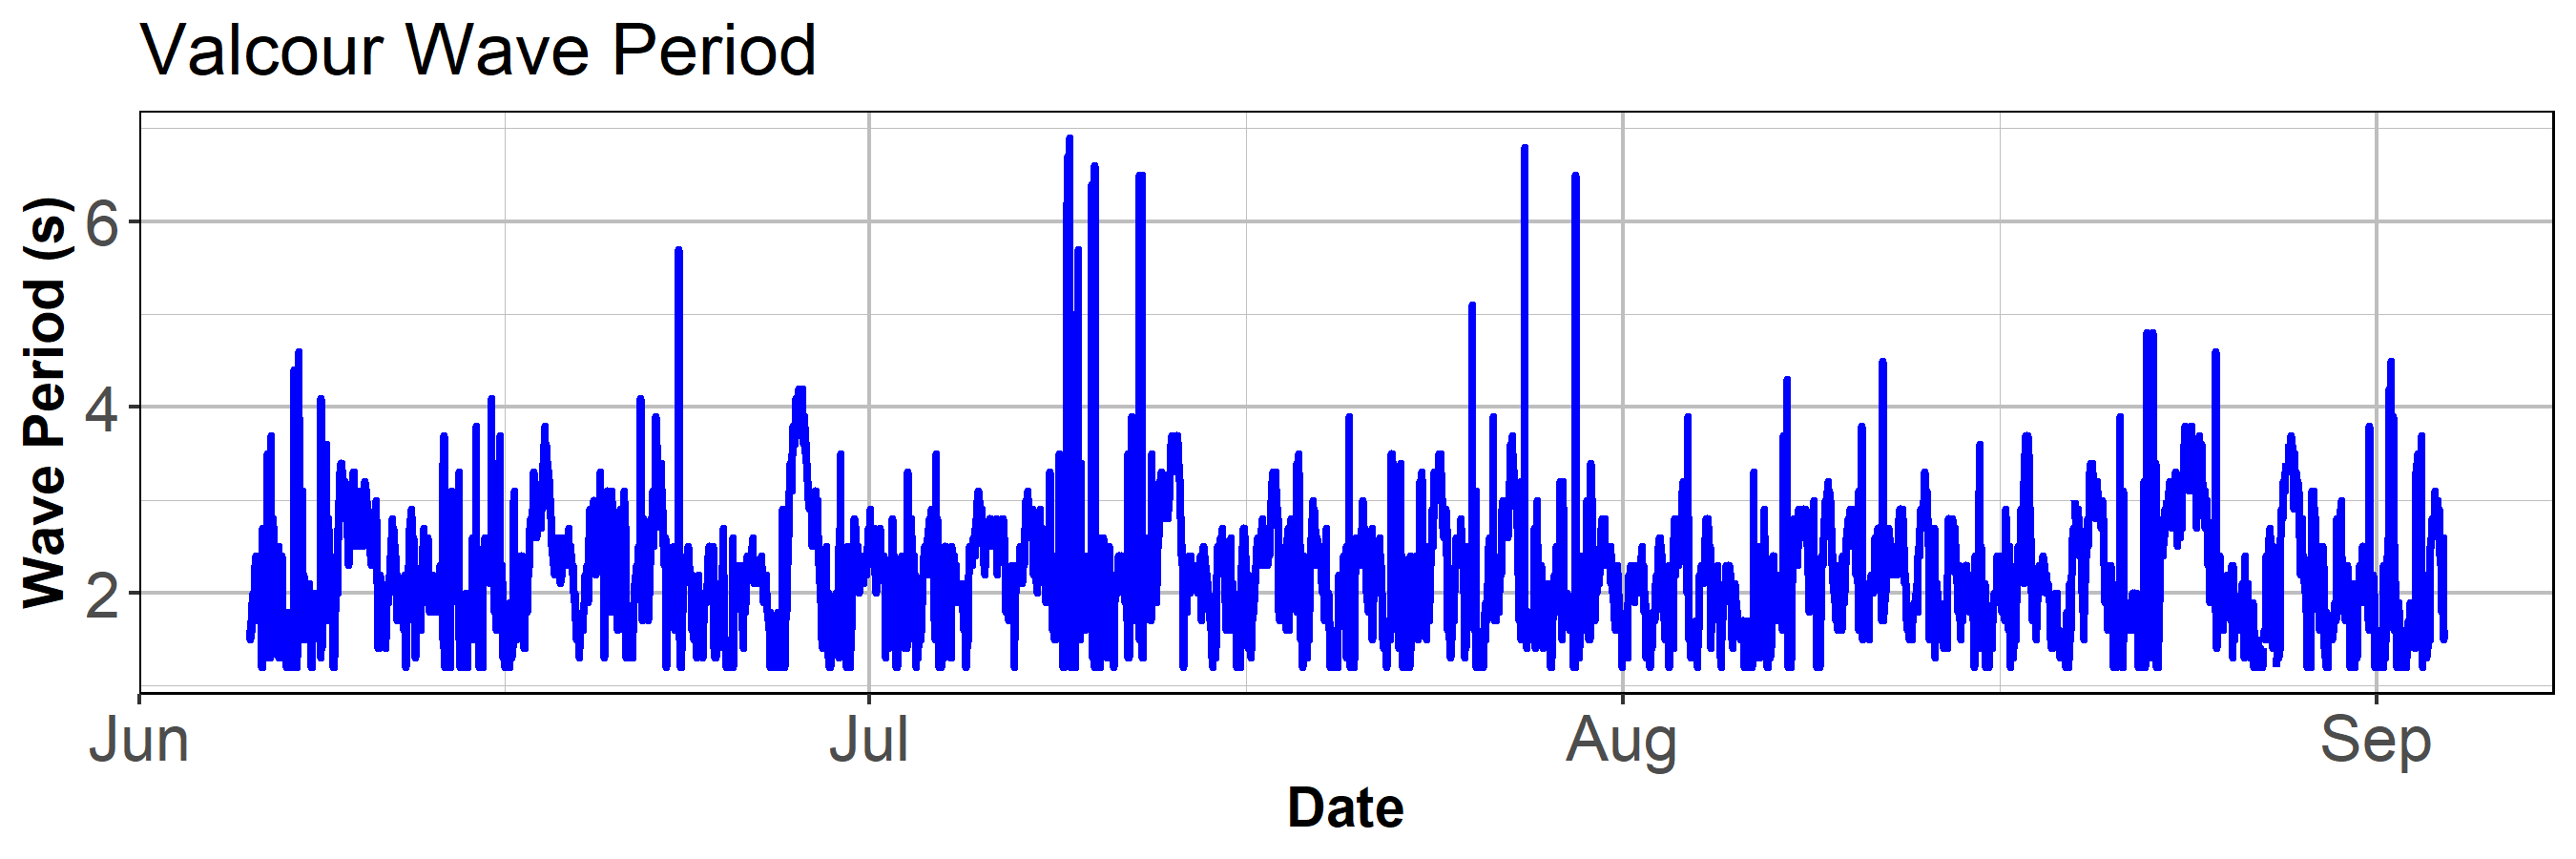 Valcour Wave Period
Wave Period (s)
6
4
2
Jun Jul Aug Sep
Date